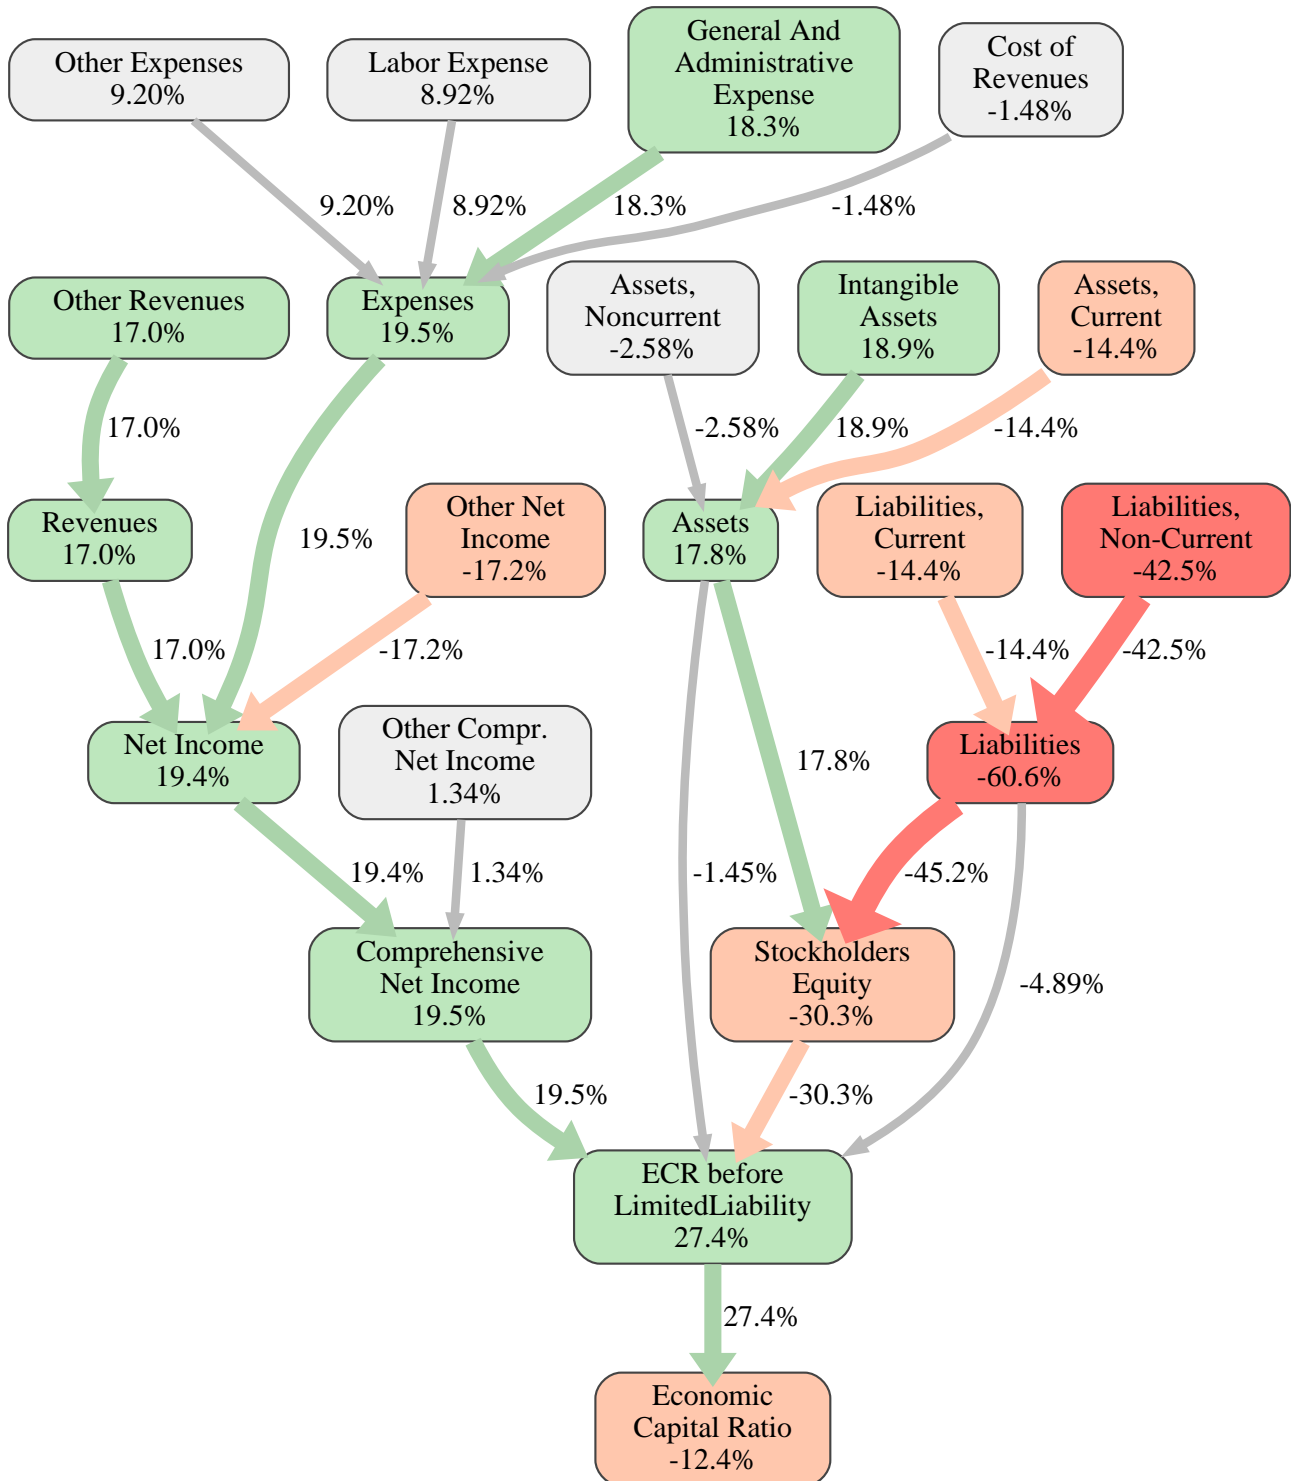 Other Expenses
9.20%
Labor Expense
8.92%
General And
Administrative
Expense
18.3%
Cost of
Revenues
-1.48%
9.20%
8.92%
18.3%
-1.48%
Other Revenues
17.0%
Expenses
19.5%
Assets,
Noncurrent
-2.58%
Intangible
Assets
18.9%
Assets,
Current
-14.4%
17.0%
-2.58%
18.9%
-14.4%
Revenues
17.0%
19.5%
Other Net
Income
-17.2%
Assets
17.8%
Liabilities,
Current
-14.4%
Liabilities,
Non-Current
-42.5%
17.0%
-17.2%
-14.4%
-42.5%
Net Income
19.4%
Other Compr.
Net Income
1.34%
17.8%
Liabilities
-60.6%
19.4%
1.34%
-1.45%
-45.2%
Comprehensive
Net Income
19.5%
Stockholders
Equity
-30.3%
-4.89%
19.5%
-30.3%
ECR before
LimitedLiability
27.4%
27.4%
Economic
Capital Ratio
-12.4%